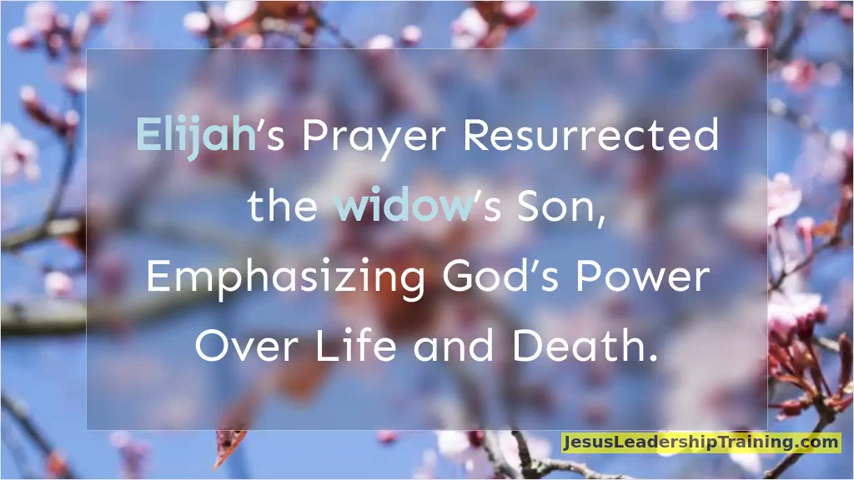 Elijah’s Prayer Resurrected
the widow’s Son,
Emphasizing God’s Power
Over Life and Death.
JesusLeadershipTraining.com